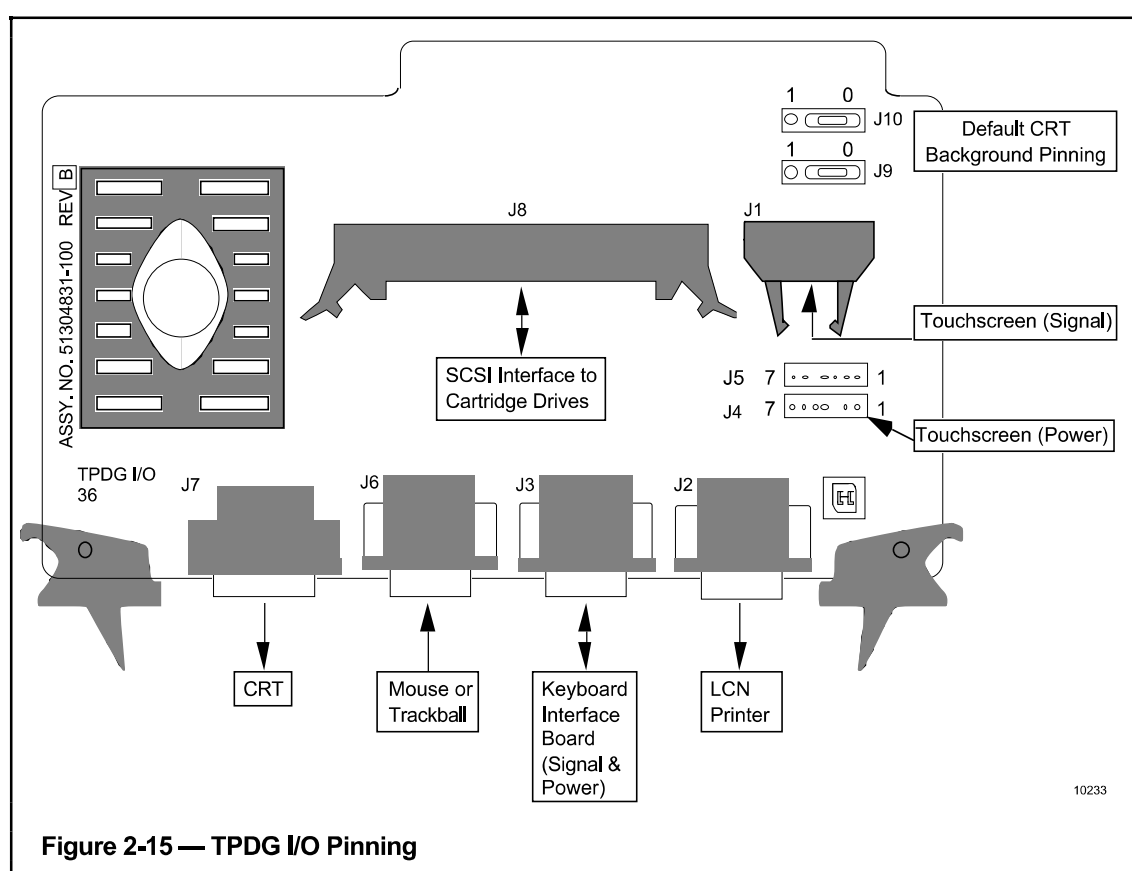 1 0
J10
Default CRT
Background Pinning
1 0
J9
ASSY. NO. 51304831-100 REV B
J8
J1
Touchscreen (Signal)
SCSI Interface to
Cartridge Drives
J5 7 1
J4 7 1
Touchscreen (Power)
TPDG I/O
36
J7
J6
J3
J2
H
CRT
Mouse or
Trackball
Keyboard
Interface
Board
(Signal &
Power)
LCN
Printer
10233
Figure 2-15 — TPDG I/O Pinning